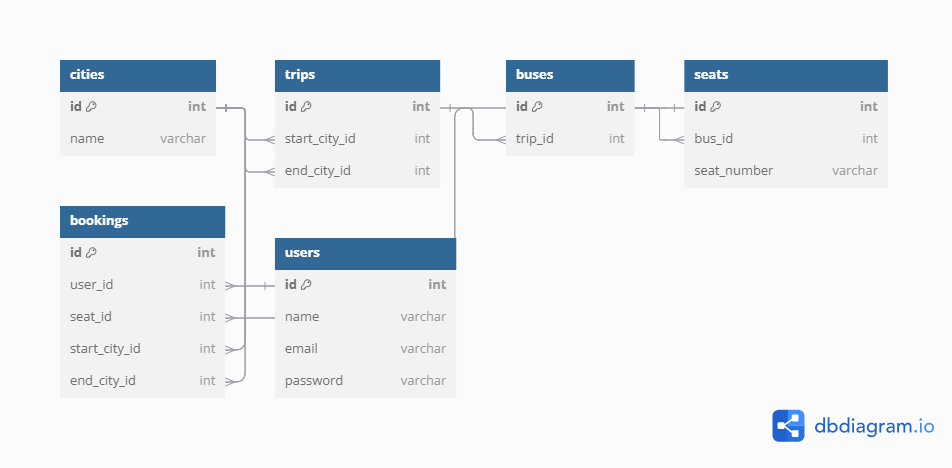 cities
id int
name varchar
trips
id int
start_city_id int
end_city_id int
buses
id int
trip_id int
seats
id int
bus_id int
seat_number varchar
bookings
id int
user_id int
seat_id int
start_city_id int
end_city_id int
users
id int
name varchar
email varchar
password varchar
dbdiagram.io